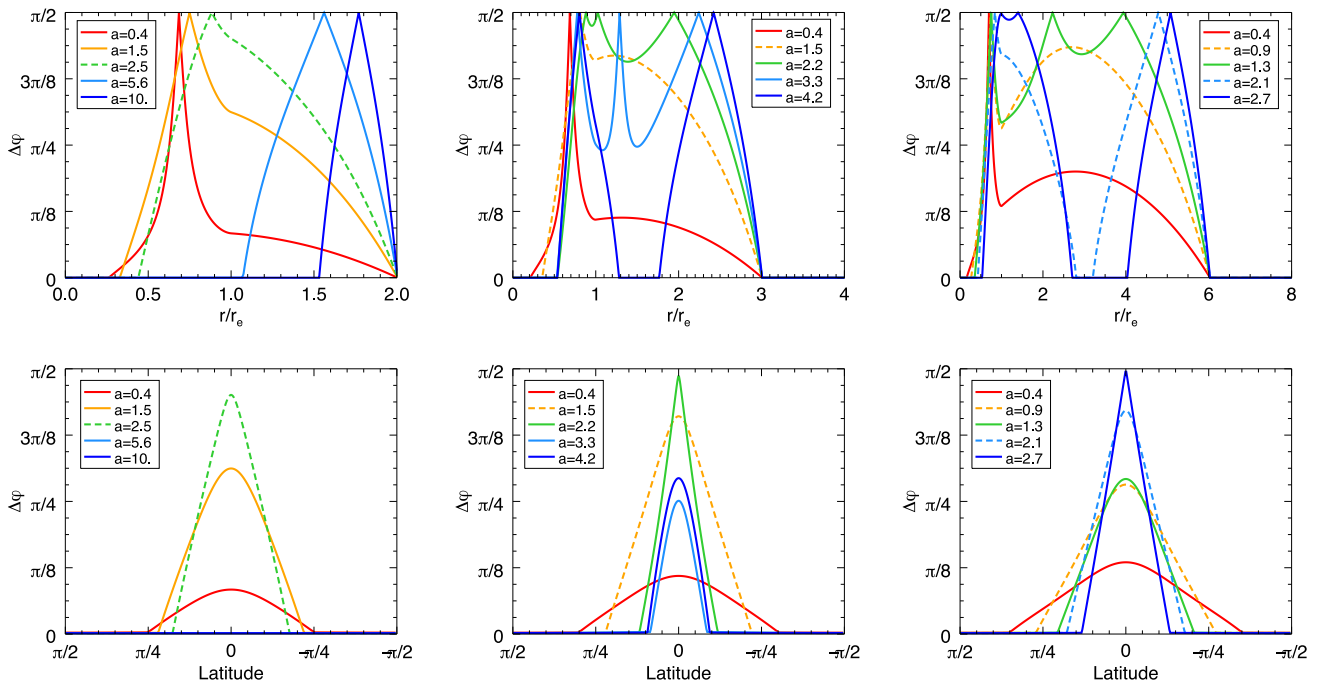 π/2
3π/8
π/4
π/8
0
Δφ
a=0.4
a=1.5
a=2.5
a=5.6
a=10.
0.0 0.5 1.0 1.5 2.0
r/re
π/2
3π/8
π/4
π/8
0
Δφ
a=0.4
a=1.5
a=2.2
a=3.3
a=4.2
0 1 2 3 4
r/re
π/2
3π/8
π/4
π/8
0
Δφ
a=0.4
a=0.9
a=1.3
a=2.1
a=2.7
0 2 4 6 8
r/re
π/2
3π/8
π/4
π/8
0
Δφ
a=0.4
a=1.5
a=2.5
a=5.6
a=10.
π/2 π/4 0 -π/4 -π/2
Latitude
π/2
3π/8
π/4
π/8
0
Δφ
a=0.4
a=1.5
a=2.2
a=3.3
a=4.2
π/2 π/4 0 -π/4 -π/2
Latitude
π/2
3π/8
π/4
π/8
0
Δφ
a=0.4
a=0.9
a=1.3
a=2.1
a=2.7
π/2 π/4 0 -π/4 -π/2
Latitude